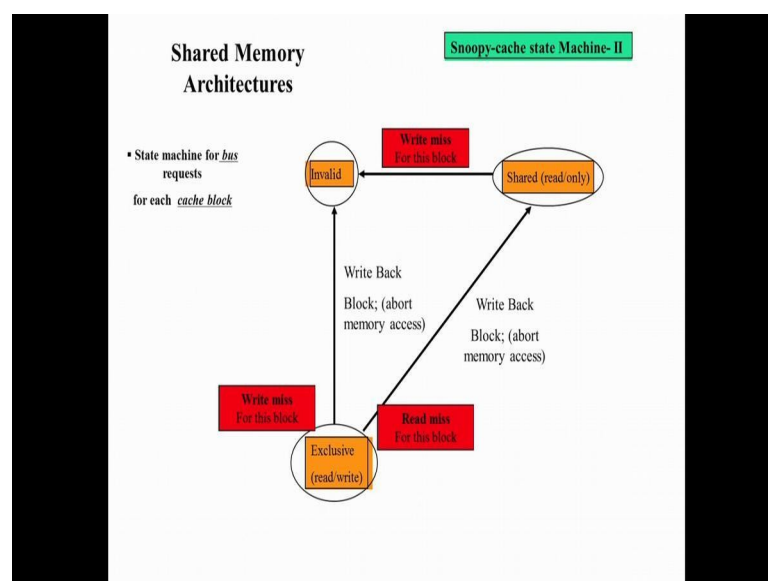 Shared Memory
Architectures
Snoopy-cache state Machine- II
▪ State machine for bus
requests
for each cache block
Write miss
For this block
Invalid
Shared (read/only)
Write Back
Block; (abort
memory access)
Write Back
Block; (abort
memory access)
Write miss
For this block
Read miss
For this block
Exclusive
(read/write)